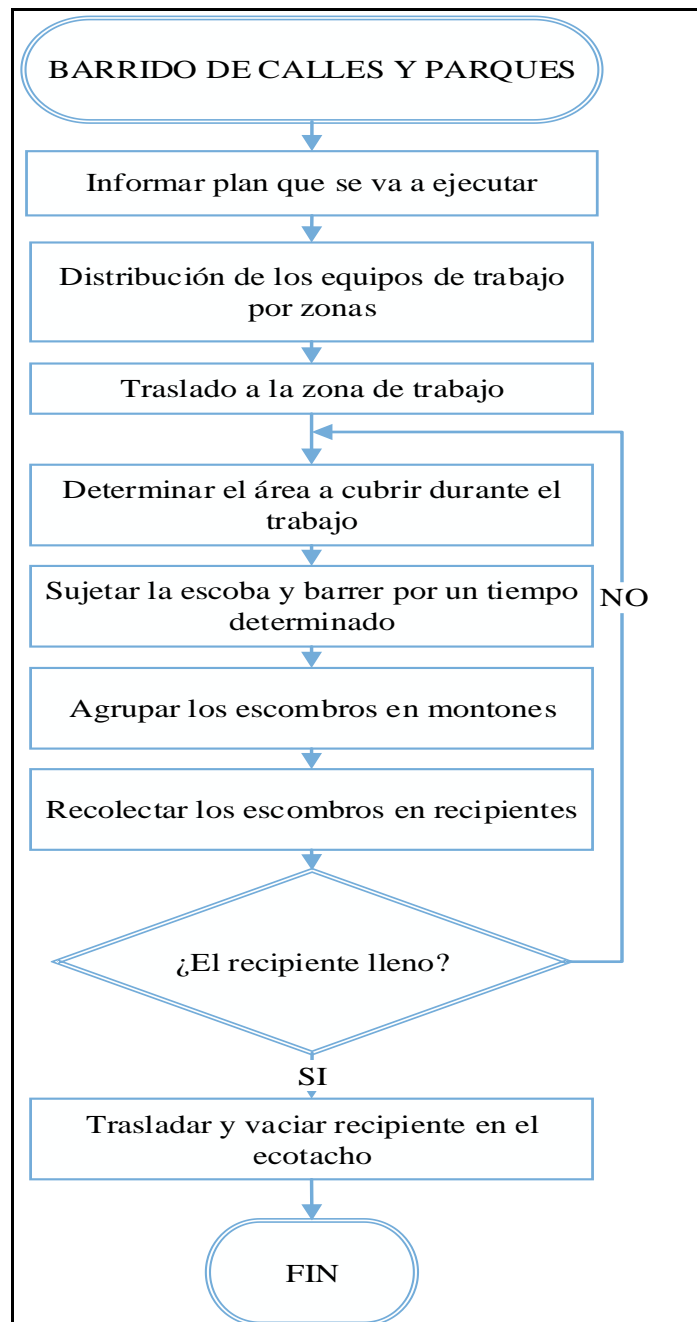 BARRIDO DE CALLES Y PARQUES
Informar plan que se va a ejecutar
Distribución de los equipos de trabajo
por zonas
Traslado a la zona de trabajo
Determinar el área a cubrir durante el
trabajo
Sujetar la escoba y barrer por un tiempo
determinado
NO
Agrupar los escombros en montones
Recolectar los escombros en recipientes
¿El recipiente lleno?
SI
Trasladar y vaciar recipiente en el
ecotacho
FIN